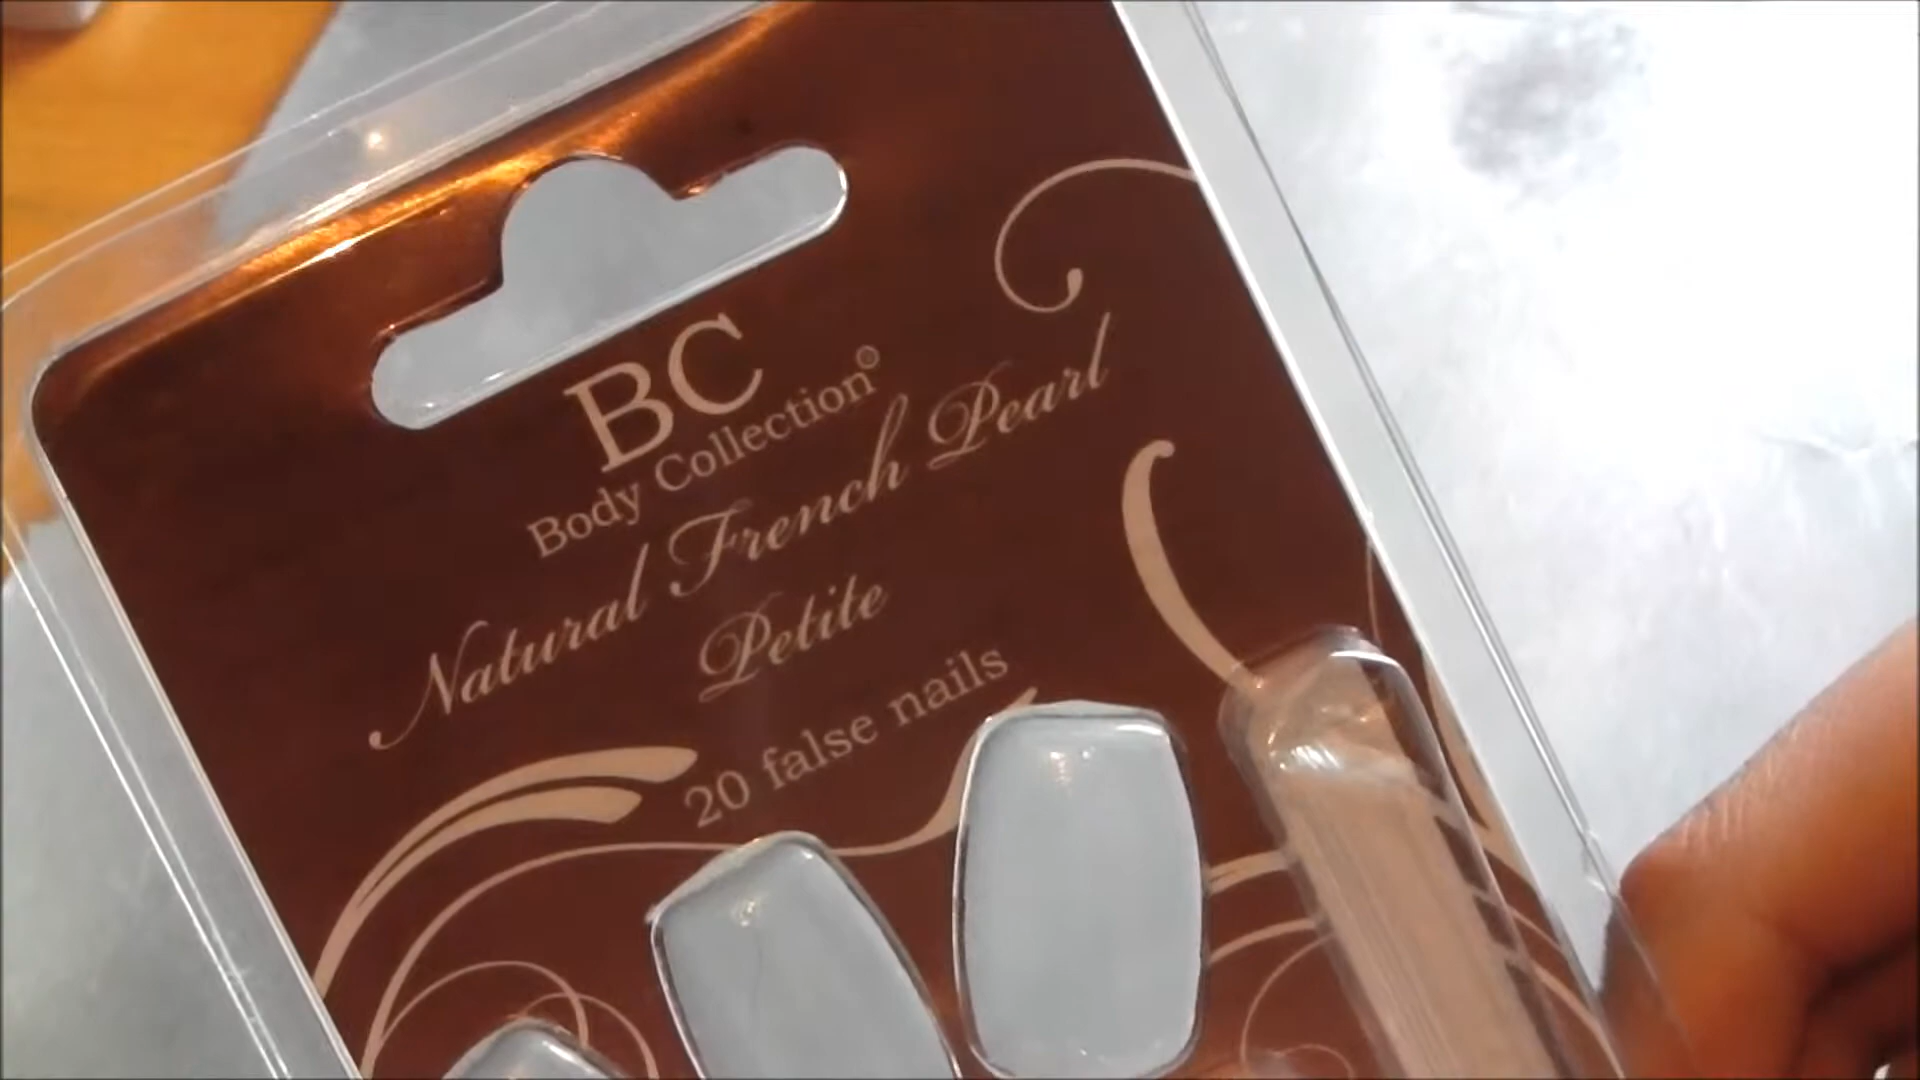 BC
Body Collection®
Natural French Pearl
Petite
20 false nails